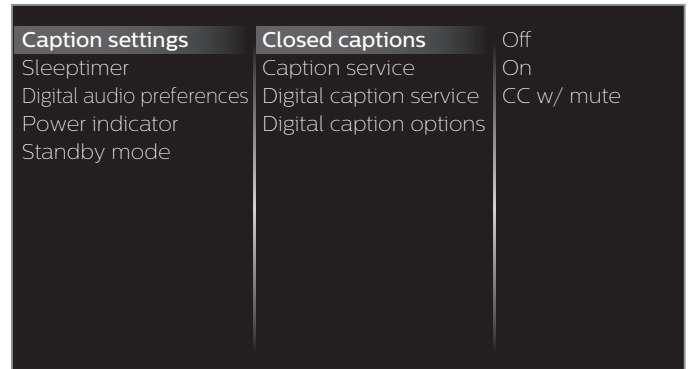 Caption settings
Sleeptimer
Digital audio preferences
Power indicator
Standby mode
Closed captions
Caption service
Digital caption service
Digital caption options
Off
On
CC w/ mute